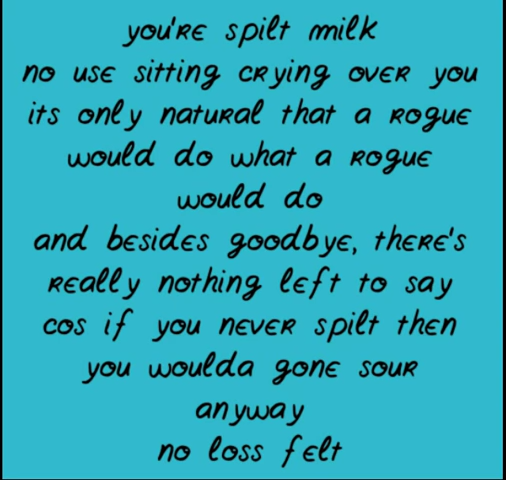 you're spilt milk
no use sitting crying over you
its only natural that a rogue
would do what a rogue
would do
and besides goodbye, there's
really nothing left to say
cos if you never spilt then
you woulda gone sour
anyway
no loss felt